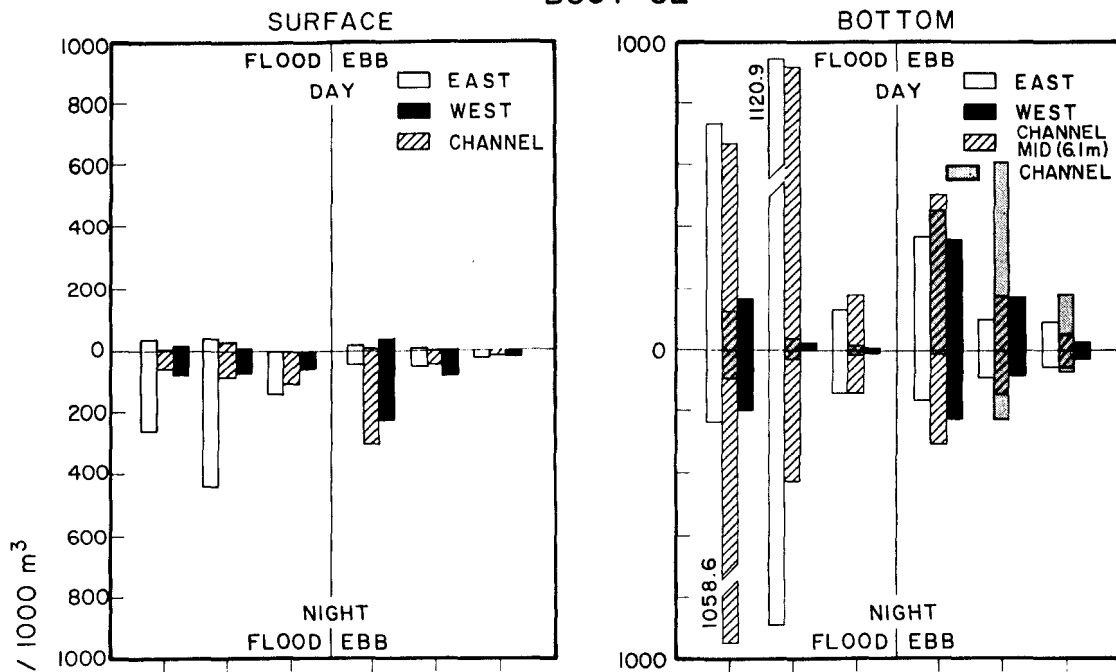 SURFACE
BOTTOM
1000
800
600
400
200
0
200
400
600
800
1000
/ 1000 m³
FLOOD EBB
DAY
EAST
WEST
CHANNEL
NIGHT
FLOOD EBB
1000
0
1000
FLOOD EBB
DAY
EAST
WEST
CHANNEL
MID (6.1m)
CHANNEL
1120.9
1058.6
NIGHT
FLOOD EBB